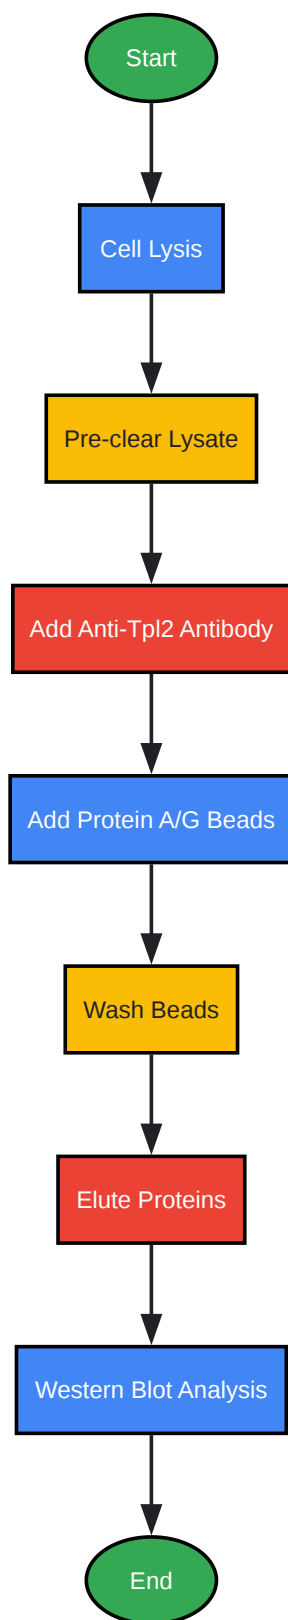 Start
Cell Lysis
Pre-clear Lysate
Add Anti-Tpl2 Antibody
Add Protein A/G Beads
Wash Beads
Elute Proteins
Western Blot Analysis
End